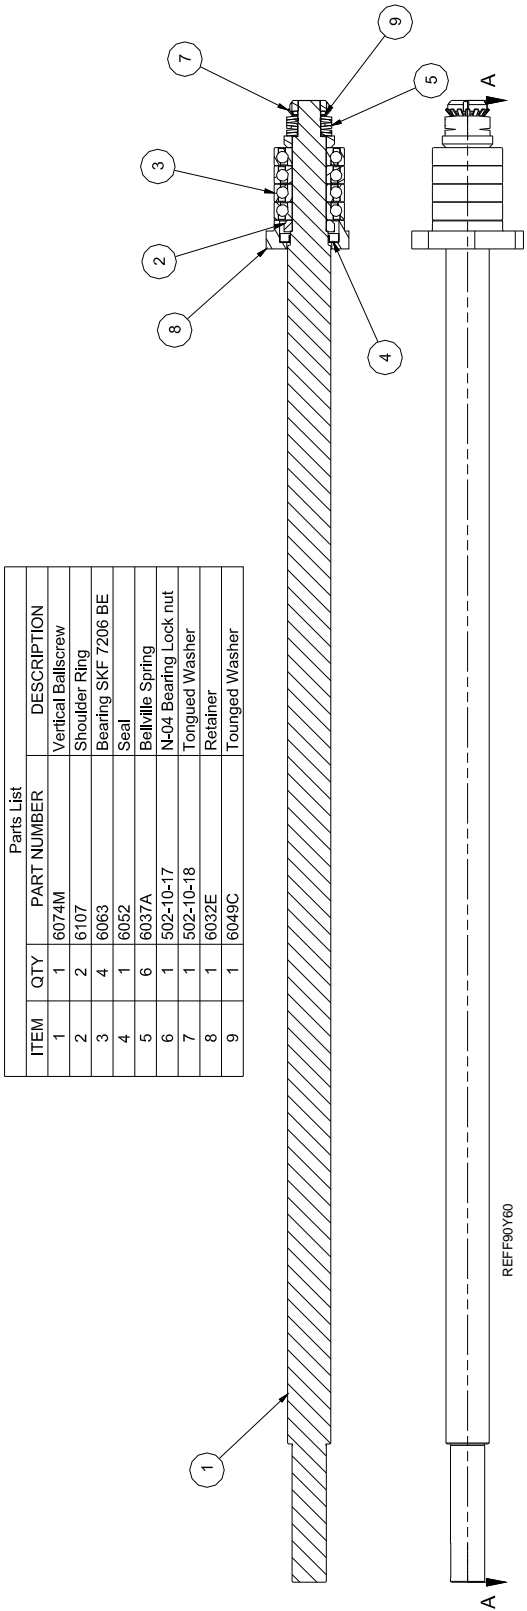 Parts List
ITEM QTY PART NUMBER DESCRIPTION
1 1 6074M Vertical Ballscrew
2 2 6107 Shoulder Ring
3 4 6063 Bearing SKF 7206 BE
4 1 6052 Seal
5 6 6037A Bellville Spring
6 1 502-10-17 N-04 Bearing Lock nut
7 1 502-10-18 Tongued Washer
8 1 6032E Retainer
9 1 6049C Tounged Washer
1
8
2
3
7
4
9
5
A
A
REFF90Y60